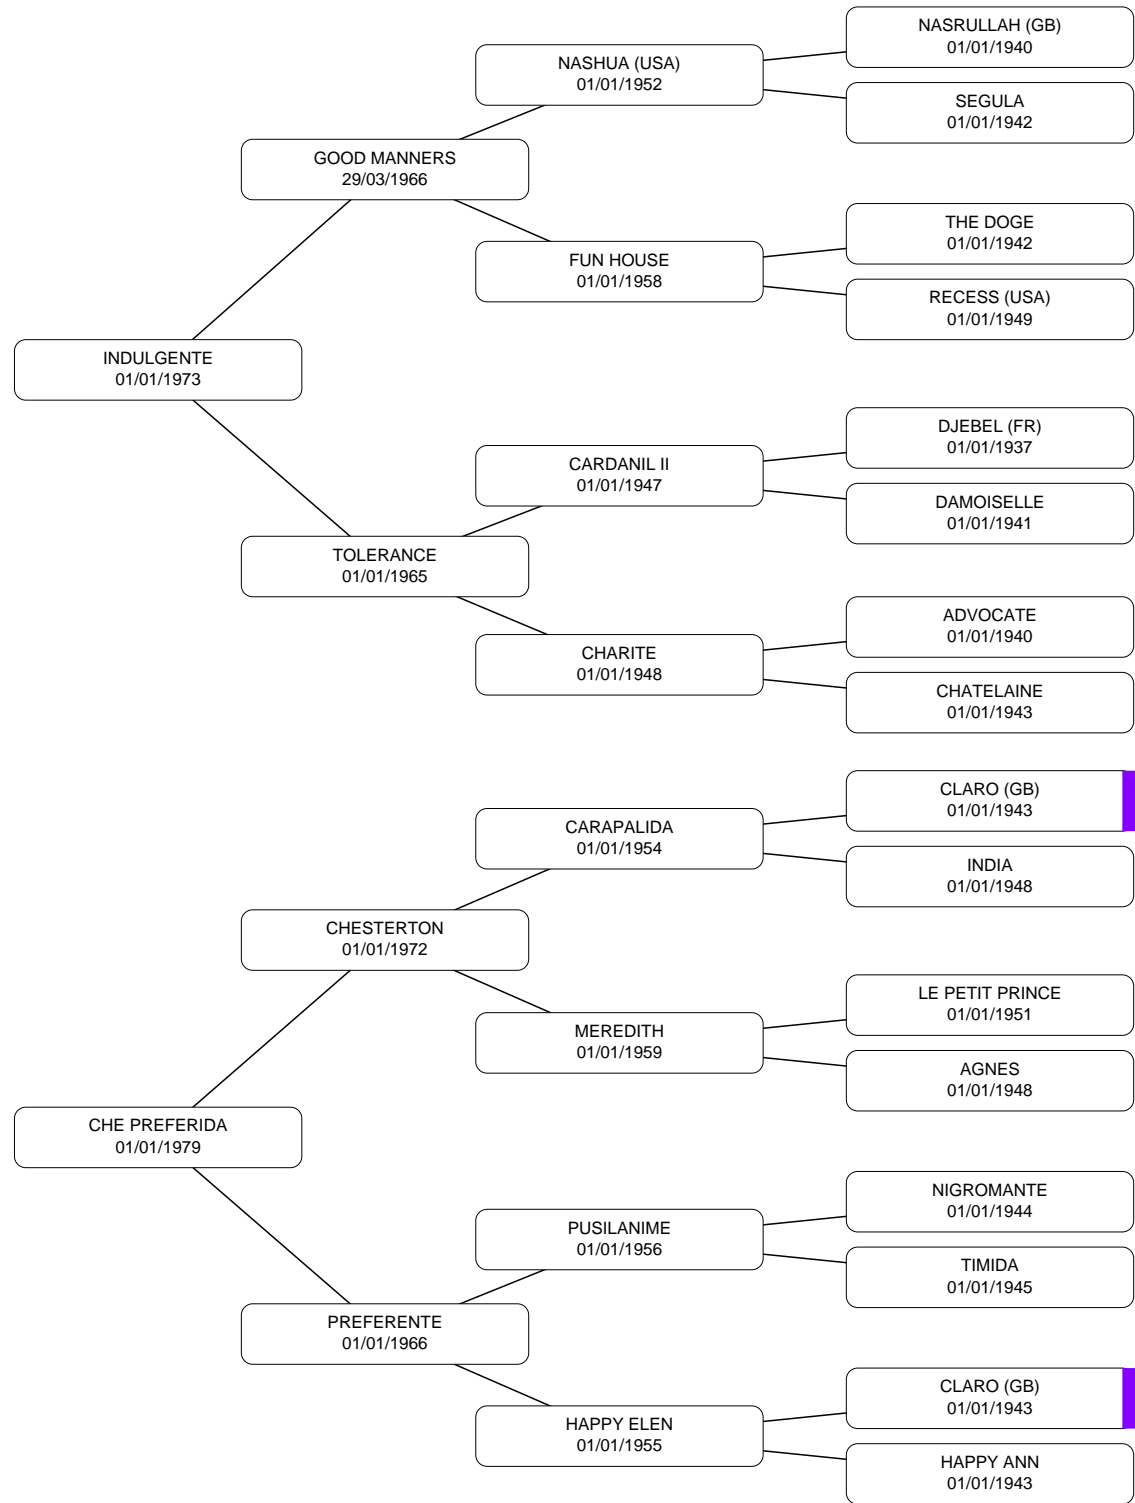 NASRULLAH (GB)
01/01/1940
NASHUA (USA)
01/01/1952
SEGULA
01/01/1942
GOOD MANNERS
29/03/1966
THE DOGE
01/01/1942
FUN HOUSE
01/01/1958
RECESS (USA)
01/01/1949
INDULGENTE
01/01/1973
DJEBEL (FR)
01/01/1937
CARDANIL II
01/01/1947
DAMOISELLE
01/01/1941
TOLERANCE
01/01/1965
ADVOCATE
01/01/1940
CHARITE
01/01/1948
CHATELAINE
01/01/1943
CLARO (GB)
01/01/1943
CARAPALIDA
01/01/1954
INDIA
01/01/1948
CHESTERTON
01/01/1972
LE PETIT PRINCE
01/01/1951
MEREDITH
01/01/1959
AGNES
01/01/1948
CHE PREFERIDA
01/01/1979
NIGROMANTE
01/01/1944
PUSILANIME
01/01/1956
TIMIDA
01/01/1945
PREFERENTE
01/01/1966
CLARO (GB)
01/01/1943
HAPPY ELEN
01/01/1955
HAPPY ANN
01/01/1943